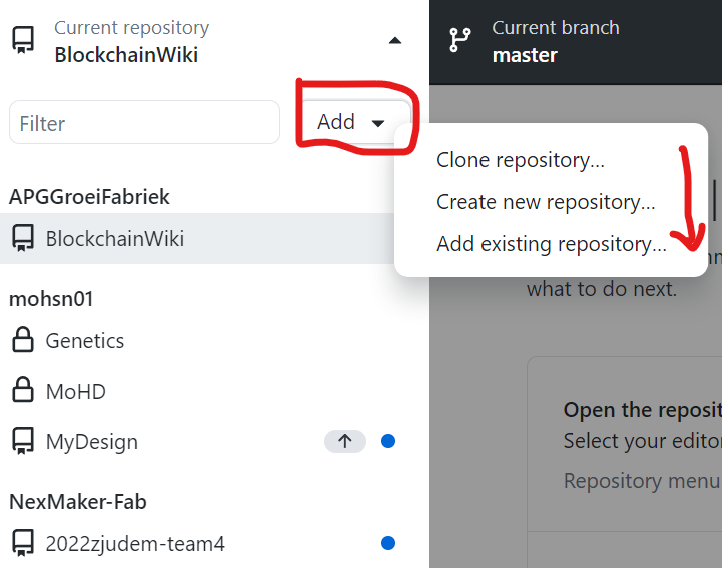 Current repository
BlockchainWiki
Current branch
master
Filter
Add
Clone repository...
Create new repository...
Add existing repository...
APGGroeiFabriek
BlockchainWiki
mohsn01
Genetics
MoHD
MyDesign
NexMaker-Fab
2022zjudem-team4
what to do next.
Open the reposit
Select your editor
Repository menu